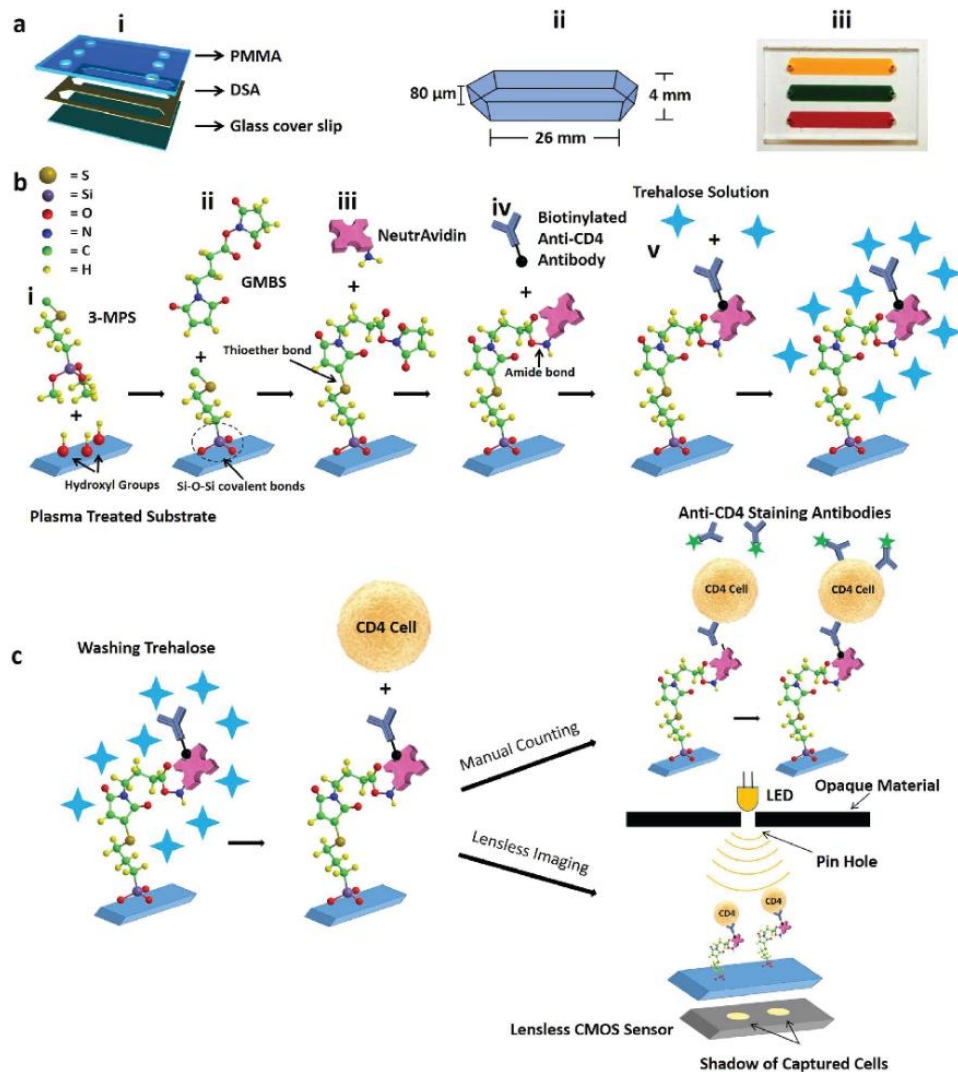 a
i
PMMA
DSA
Glass cover slip
ii
80 µm
4 mm
26 mm
iii
b
= S
= Si
= O
= N
= C
= H
i
3-MPS
+
Hydroxyl Groups
Plasma Treated Substrate
ii
GMBS
+
Si-O-Si covalent bonds
iii
NeutrAvidin
+
Thioether bond
iv
Biotinylated
Anti-CD4
Antibody
+
Amide bond
Trehalose Solution
v
+
c
Washing Trehalose
CD4 Cell
+
Manual Counting
Lensless Imaging
Anti-CD4 Staining Antibodies
CD4 Cell
CD4 Cell
LED
Opaque Material
Pin Hole
CD4
CD4
Lensless CMOS Sensor
Shadow of Captured Cells